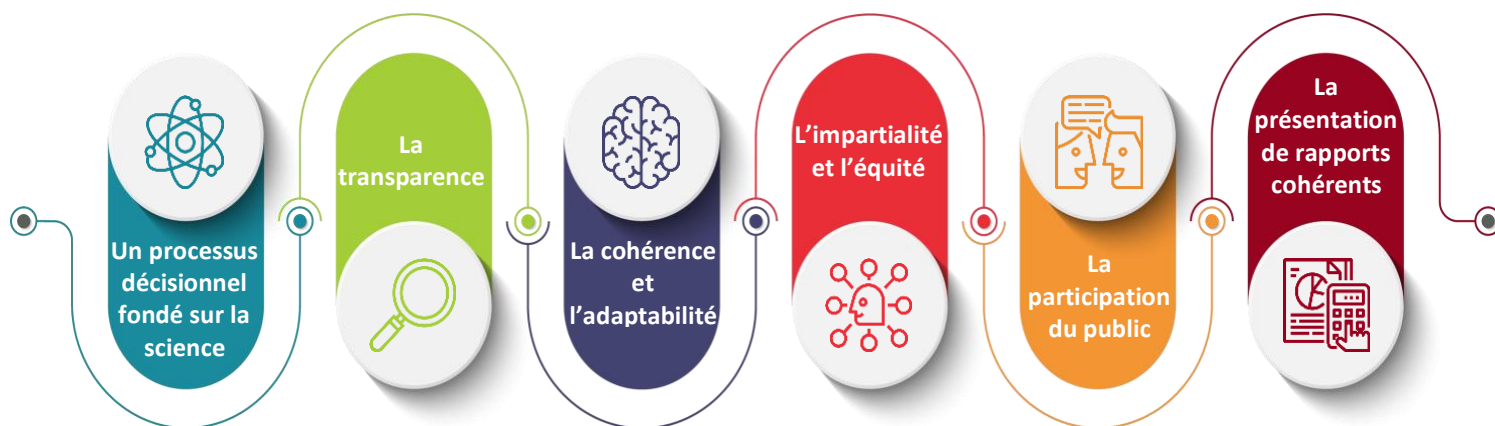 Un processus
décisionnel
fondé sur la
science
La
transparence
La cohérence
et
l’adaptabilité
L’impartialité
et l’équité
La
participation
du public
La
présentation
de rapports
cohérents